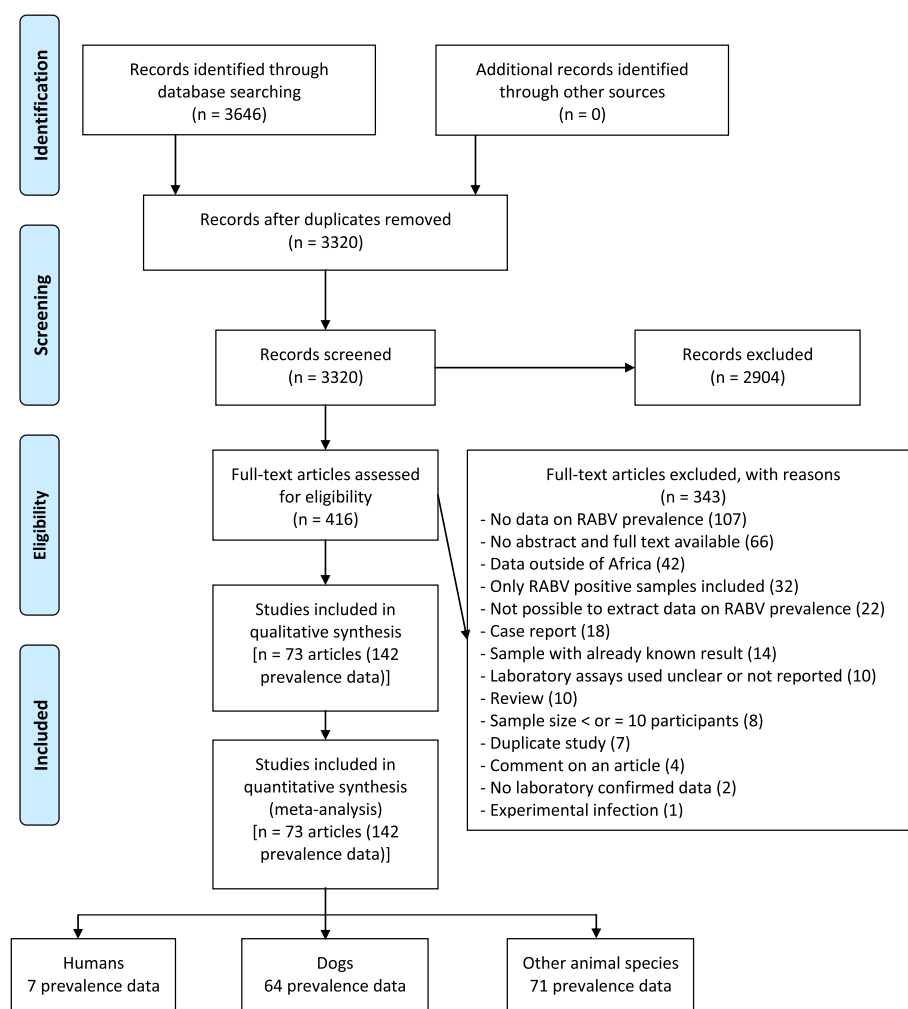 Identification
Records identified through
database searching
(n = 3646)
Additional records identified
through other sources
(n = 0)
Records after duplicates removed
(n = 3320)
Screening
Records screened
(n = 3320)
Records excluded
(n = 2904)
Eligibility
Full-text articles assessed
for eligibility
(n = 416)
Full-text articles excluded, with reasons
(n = 343)
- No data on RABV prevalence (107)
- No abstract and full text available (66)
- Data outside of Africa (42)
- Only RABV positive samples included (32)
- Not possible to extract data on RABV prevalence (22)
- Case report (18)
- Sample with already known result (14)
- Laboratory assays used unclear or not reported (10)
- Review (10)
- Sample size < or = 10 participants (8)
- Duplicate study (7)
- Comment on an article (4)
- No laboratory confirmed data (2)
- Experimental infection (1)
Studies included in
qualitative synthesis
[n = 73 articles (142
prevalence data)]
Included
Studies included in
quantitative synthesis
(meta-analysis)
[n = 73 articles (142
prevalence data)]
Humans
7 prevalence data
Dogs
64 prevalence data
Other animal species
71 prevalence data